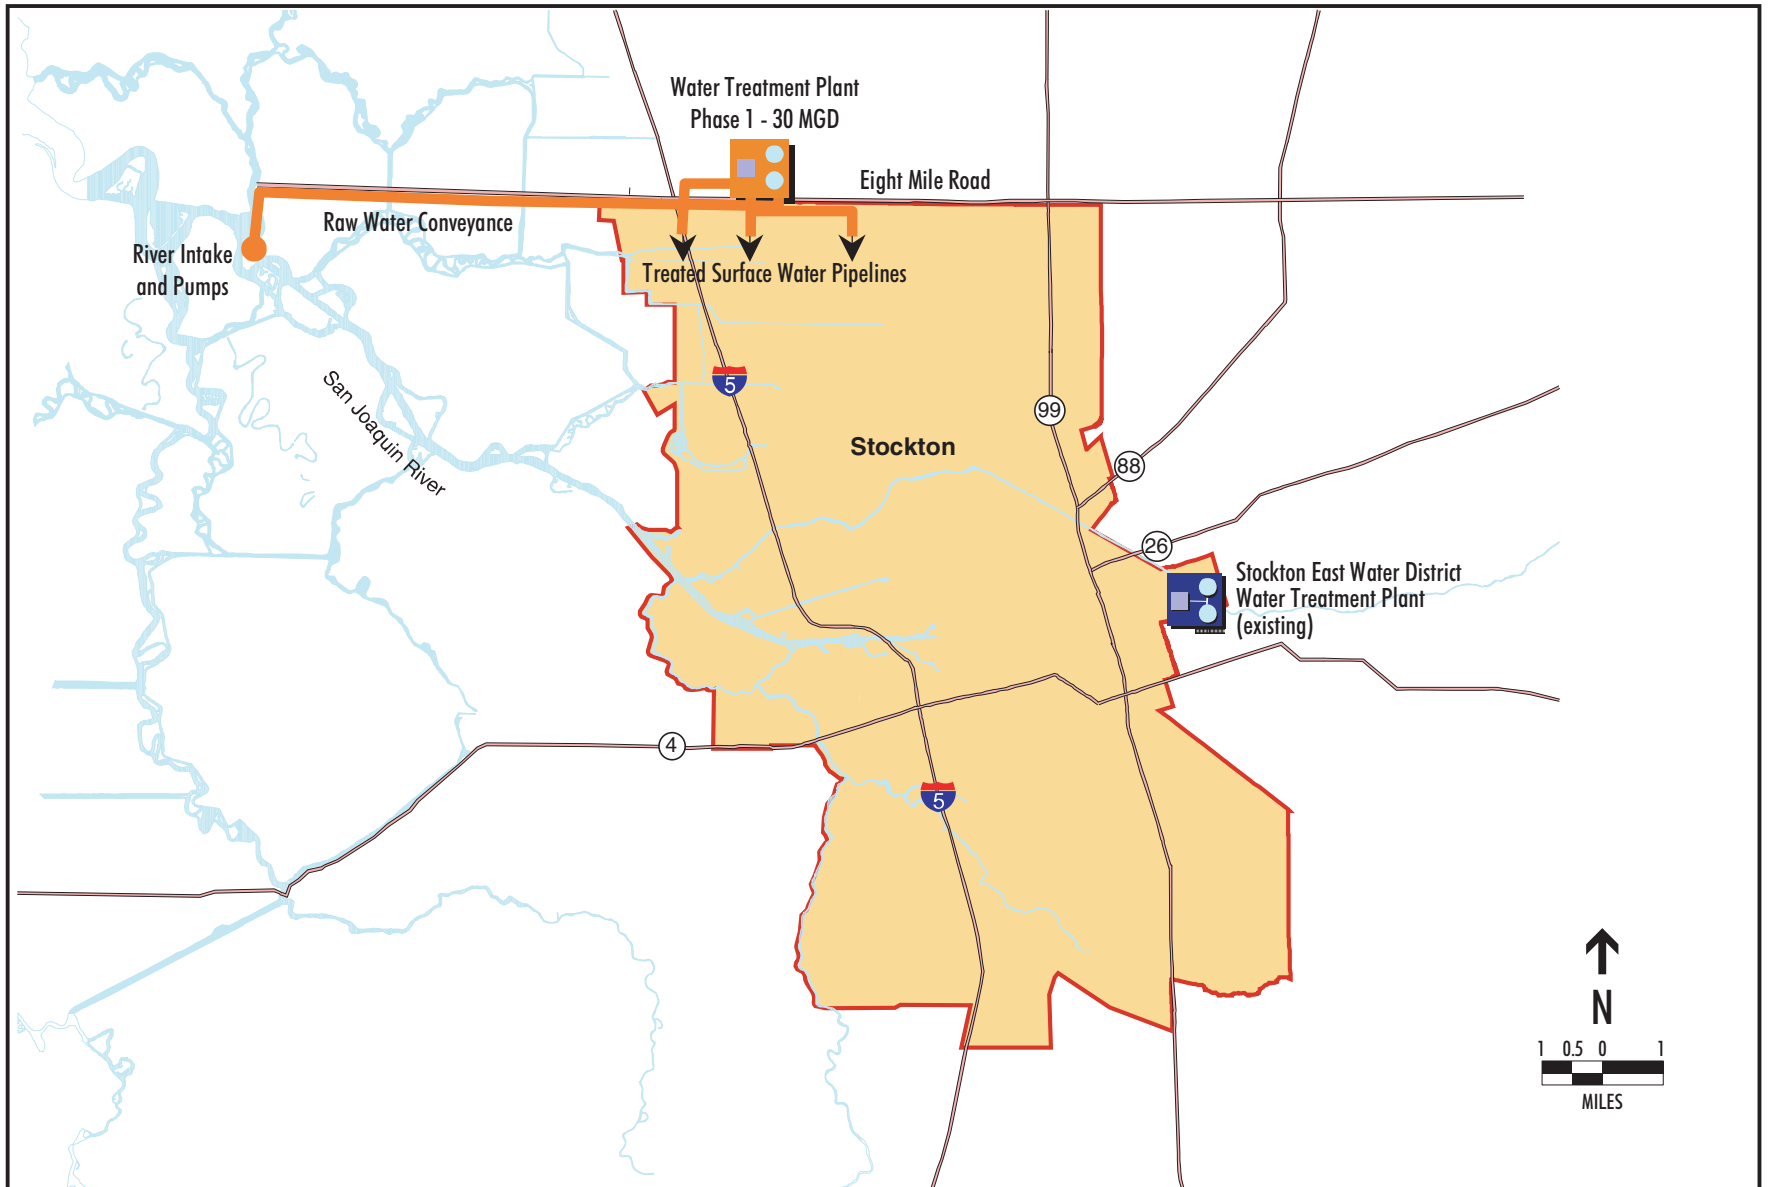 Water Treatment Plant
Phase 1 - 30 MGD
Eight Mile Road
Raw Water Conveyance
River Intake
and Pumps
Treated Surface Water Pipelines
San Joaquin River
5
99
Stockton
88
26
Stockton East Water District
Water Treatment Plant
(existing)
4
5
N
1 0.5 0 1
MILES